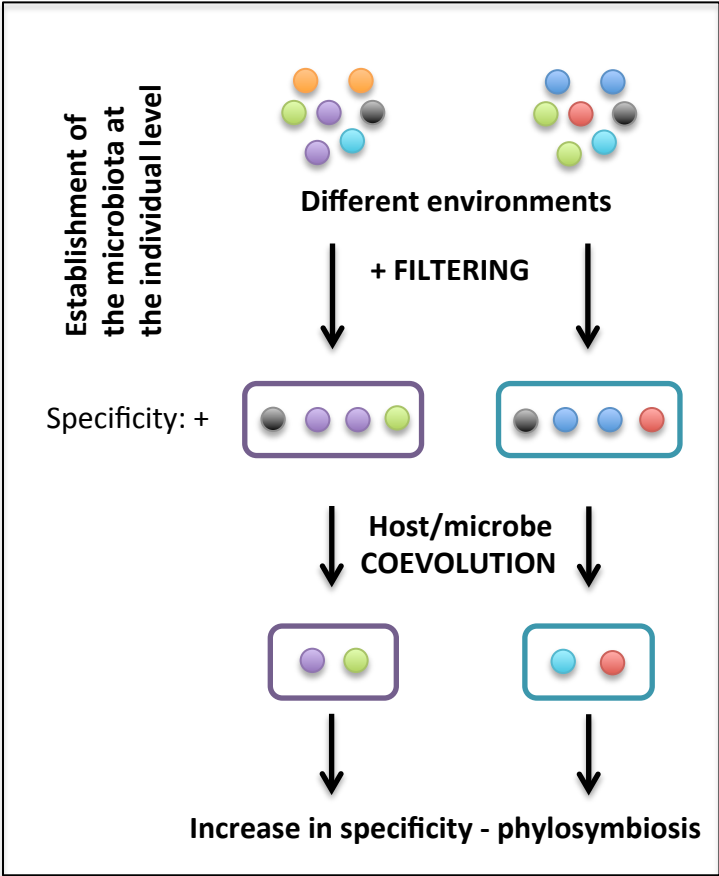 Establishment of
the microbiota at
the individual level
Different environments
+ FILTERING
Specificity: +
Host/microbe
COEVOLUTION
Increase in specificity - phylosymbiosis